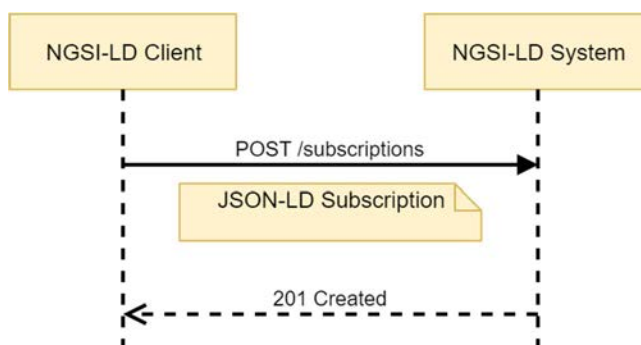 NGSI-LD Client
NGSI-LD System
POST /subscriptions
JSON-LD Subscription
201 Created